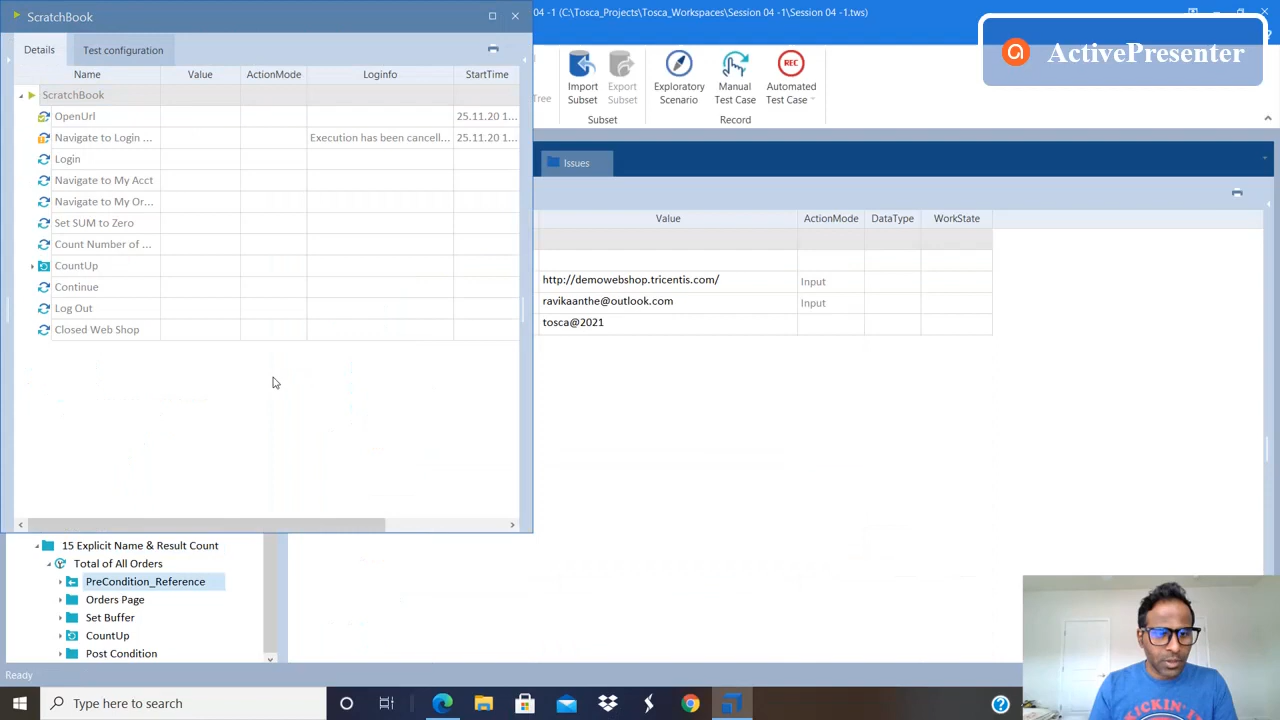 ScratchBook
04 -1 (C:\Tosca_Projects\Tosca_Workspaces\Session 04 -1\Session 04 -1.tws)
ActivePresenter
Details
Test configuration
Name Value ActionMode Loginfo StartTime
ScratchBook
OpenUrl 25.11.20 1...
Navigate to Login ... Execution has been cancell... 25.11.20 1...
Login
Navigate to My Acct
Navigate to My Or...
Set SUM to Zero
Count Number of ...
CountUp
Continue
Log Out
Closed Web Shop
Tree
Import Subset
Export Subset
Subset
Exploratory Scenario
Manual Test Case
REC
Automated Test Case
Record
Issues
Value ActionMode DataType WorkState
http://demowebshop.tricentis.com/ Input
ravikaanthe@outlook.com Input
tosca@2021
15 Explicit Name & Result Count
Total of All Orders
PreCondition_Reference
Orders Page
Set Buffer
CountUp
Post Condition
Ready
Type here to search